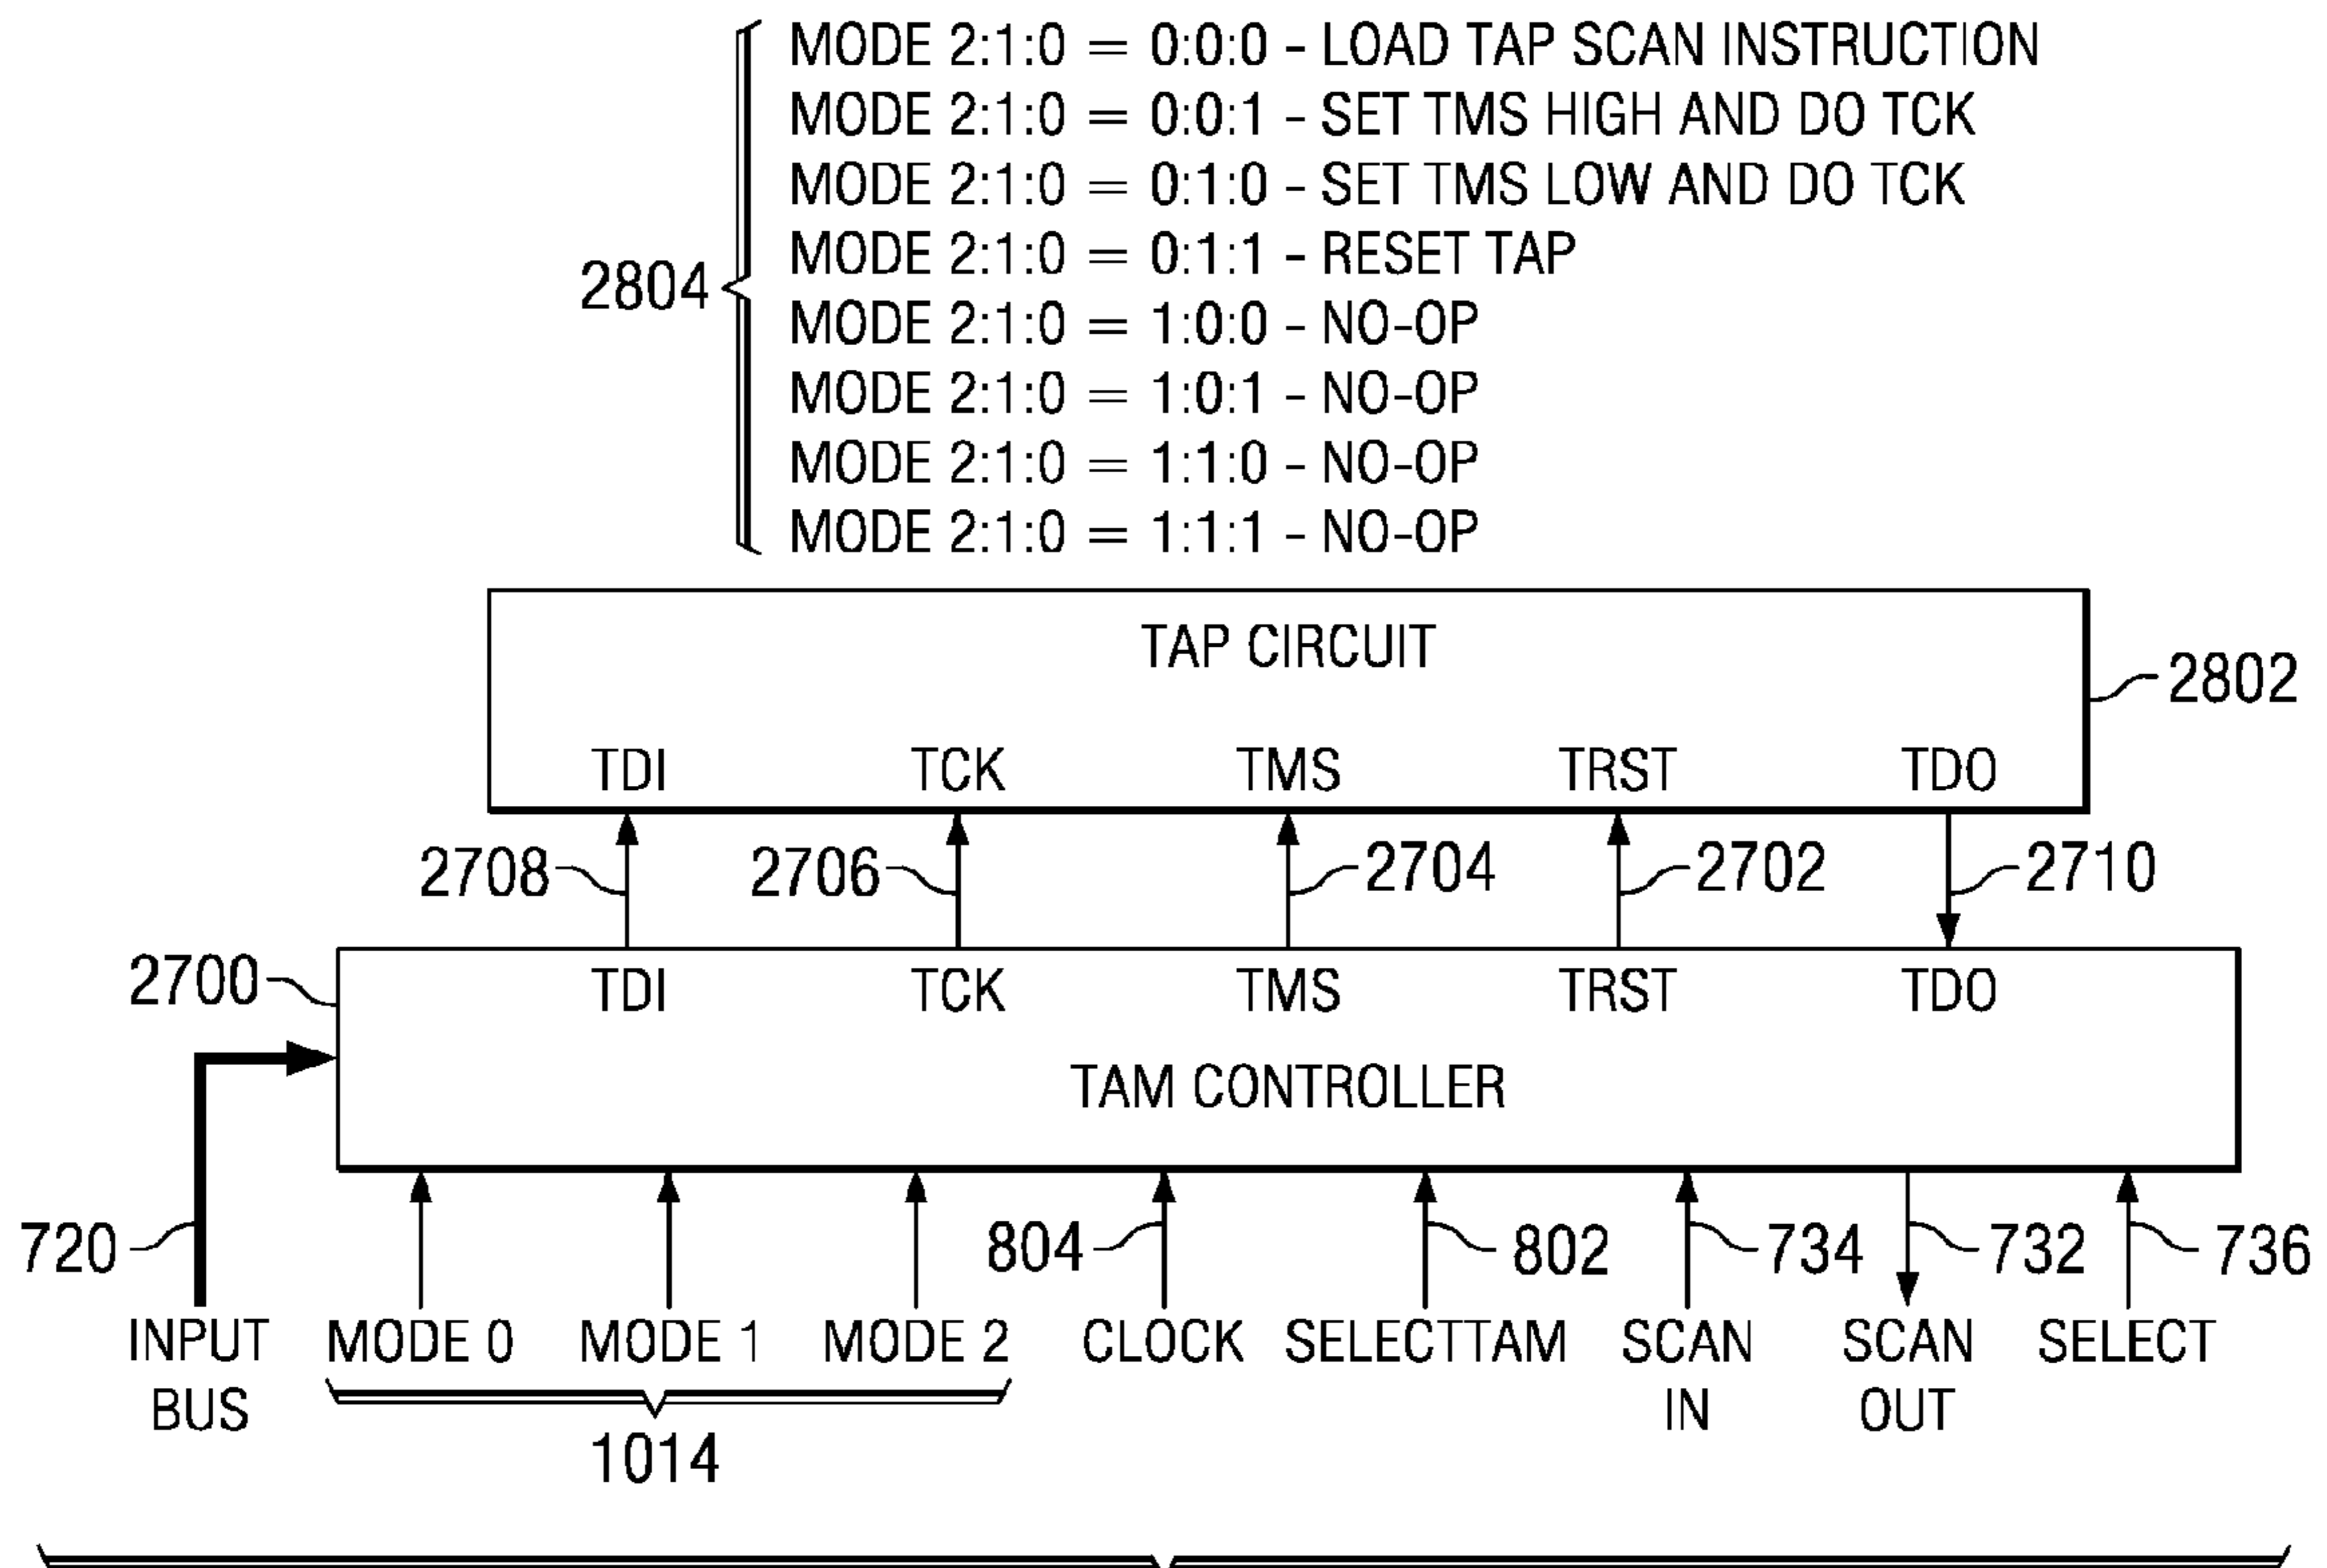 MODE 2:1:0 = 0:0:0 - LOAD TAP SCAN INSTRUCTION
MODE 2:1:0 = 0:0:1 - SET TMS HIGH AND DO TCK
MODE 2:1:0 = 0:1:0 - SET TMS LOW AND DO TCK
MODE 2:1:0 = 0:1:1 - RESET TAP
2804
MODE 2:1:0 = 1:0:0 - NO-OP
MODE 2:1:0 = 1:0:1 - NO-OP
MODE 2:1:0 = 1:1:0 - NO-OP
MODE 2:1:0 = 1:1:1 - NO-OP
TAP CIRCUIT
2802
TDI TCK TMS TRST TDO
2708 2706 2704 2702 2710
2700
TDI TCK TMS TRST TDO
TAM CONTROLLER
720 804 802 734 732 736
INPUT MODE 0 MODE 1 MODE 2 CLOCK SELECTTAM SCAN SCAN SELECT
BUS IN OUT
1014